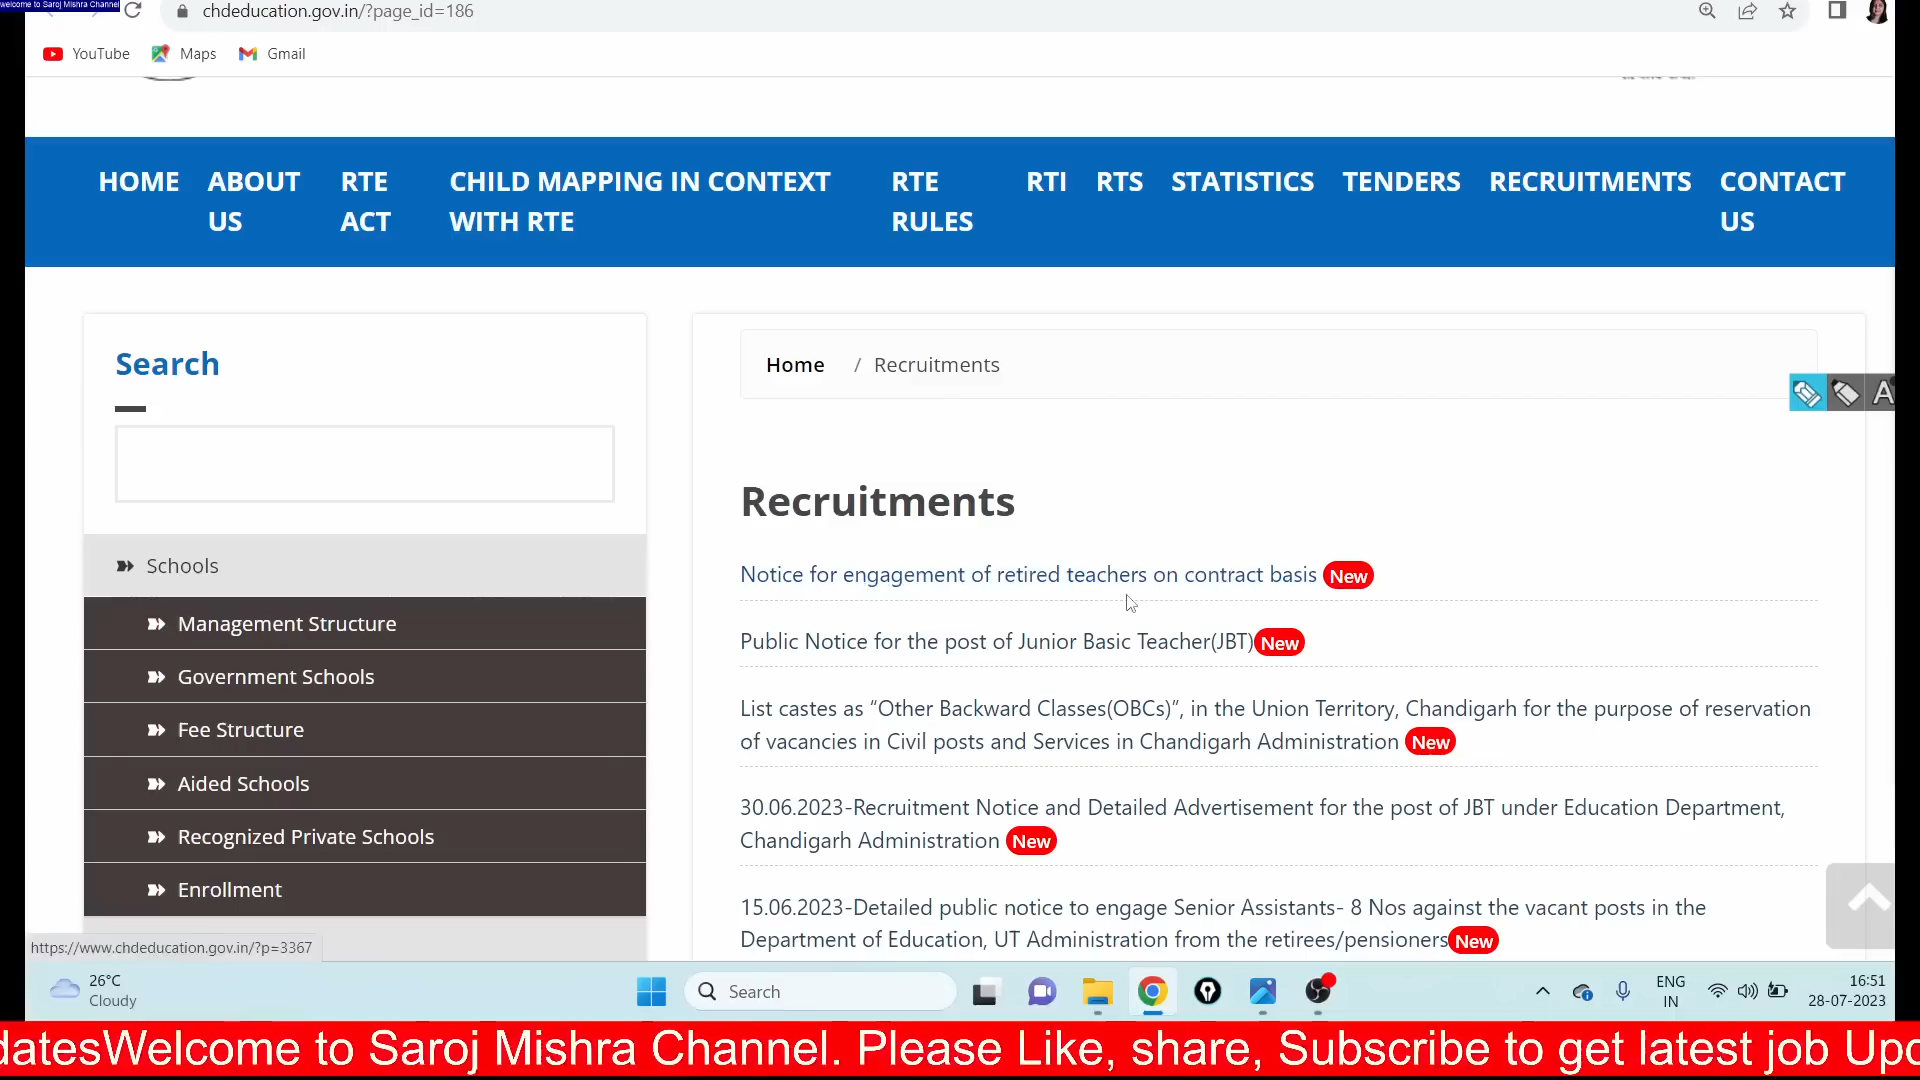 welcome to Saroj Mishra Channel
chdeducation.gov.in/?page_id=186
YouTube Maps Gmail
HOME ABOUT US RTE ACT CHILD MAPPING IN CONTEXT WITH RTE RTE RULES RTI RTS STATISTICS TENDERS RECRUITMENTS CONTACT US
Search
Schools
Management Structure
Government Schools
Fee Structure
Aided Schools
Recognized Private Schools
Enrollment
Home / Recruitments
A
Recruitments
Notice for engagement of retired teachers on contract basis New
Public Notice for the post of Junior Basic Teacher(JBT) New
List castes as “Other Backward Classes(OBCs)”, in the Union Territory, Chandigarh for the purpose of reservation
of vacancies in Civil posts and Services in Chandigarh Administration New
30.06.2023-Recruitment Notice and Detailed Advertisement for the post of JBT under Education Department,
Chandigarh Administration New
15.06.2023-Detailed public notice to engage Senior Assistants- 8 Nos against the vacant posts in the
Department of Education, UT Administration from the retirees/pensioners New
https://www.chdeducation.gov.in/?p=3367
26°C
Cloudy
Search
ENG
IN
16:51
28-07-2023
datesWelcome to Saroj Mishra Channel. Please Like, share, Subscribe to get latest job Upd